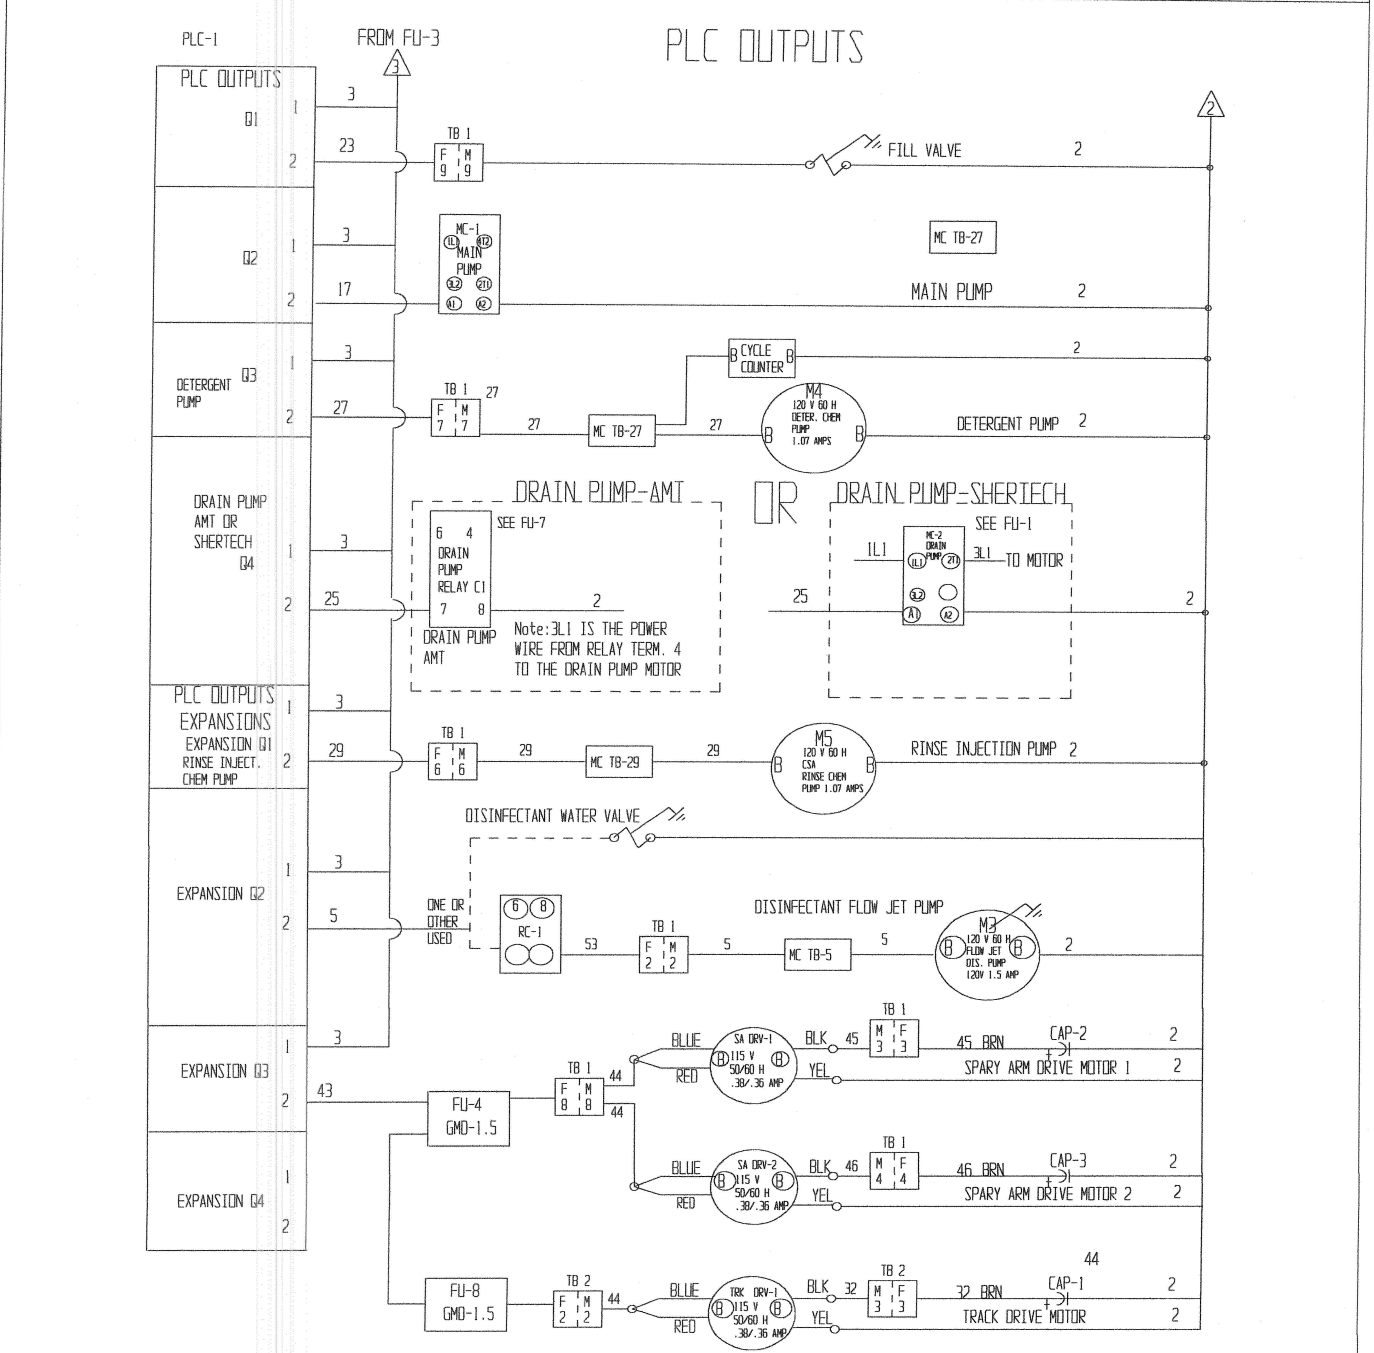 PLC-1
FROM FU-3
PLC OUTPUTS
3
2
PLC OUTPUTS
Q1
1
3
2
23
TB 1
F M
9 9
FILL VALVE
2
Q2
1
3
2
17
MC-1
1L1 4T2
MAIN
PUMP
3L2 2T1
A1 A2
MC TB-27
MAIN PUMP
2
DETERGENT
PUMP
Q3
1
3
2
27
TB 1
F M
7 7
27
27
MC TB-27
27
B CYCLE B
COUNTER
2
M4
120 V 60 H
DETER. CHEM
PUMP
1.07 AMPS
B B
DETERGENT PUMP
2
DRAIN PUMP
AMT OR
SHERTECH
Q4
1
3
2
25
DRAIN PUMP-AMT
SEE FU-7
6 4
DRAIN
PUMP
RELAY C1
7 8
2
DRAIN PUMP
AMT
Note:3L1 IS THE POWER
WIRE FROM RELAY TERM. 4
TO THE DRAIN PUMP MOTOR
OR
DRAIN PUMP-SHERTECH
SEE FU-1
1L1
MC-2
DRAIN
PUMP
1L1 2T1
3L1
TO MOTOR
3L2
25
A1 A2
2
PLC OUTPUTS
EXPANSIONS
EXPANSION Q1
RINSE INJECT.
CHEM PUMP
1
3
2
29
TB 1
F M
6 6
29
MC TB-29
29
M5
120 V 60 H
CSA
RINSE CHEM
PUMP 1.07 AMPS
B B
RINSE INJECTION PUMP
2
DISINFECTANT WATER VALVE
EXPANSION Q2
1
3
2
5
ONE OR
OTHER
USED
6 8
RC-1
53
TB 1
F M
2 2
5
MC TB-5
5
DISINFECTANT FLOW JET PUMP
M3
120 V 60 H
FLOW JET
DIS. PUMP
120V 1.5 AMP
B B
2
EXPANSION Q3
1
3
2
43
FU-4
GMD-1.5
TB 1
F M
8 8
44
44
BLUE
RED
SA DRV-1
115 V
50/60 H
.38/.36 AMP
B B
BLK
YEL
45
TB 1
M F
3 3
45 BRN
CAP-2
2
SPARY ARM DRIVE MOTOR 1
2
EXPANSION Q4
1
2
BLUE
RED
SA DRV-2
115 V
50/60 H
.38/.36 AMP
B B
BLK
YEL
46
TB 1
M F
4 4
46 BRN
CAP-3
2
SPARY ARM DRIVE MOTOR 2
2
FU-8
GMD-1.5
TB 2
F M
2 2
44
BLUE
RED
TRK DRV-1
115 V
50/60 H
.38/.36 AMP
B B
BLK
YEL
32
TB 2
M F
3 3
32 BRN
44
CAP-1
2
TRACK DRIVE MOTOR
2